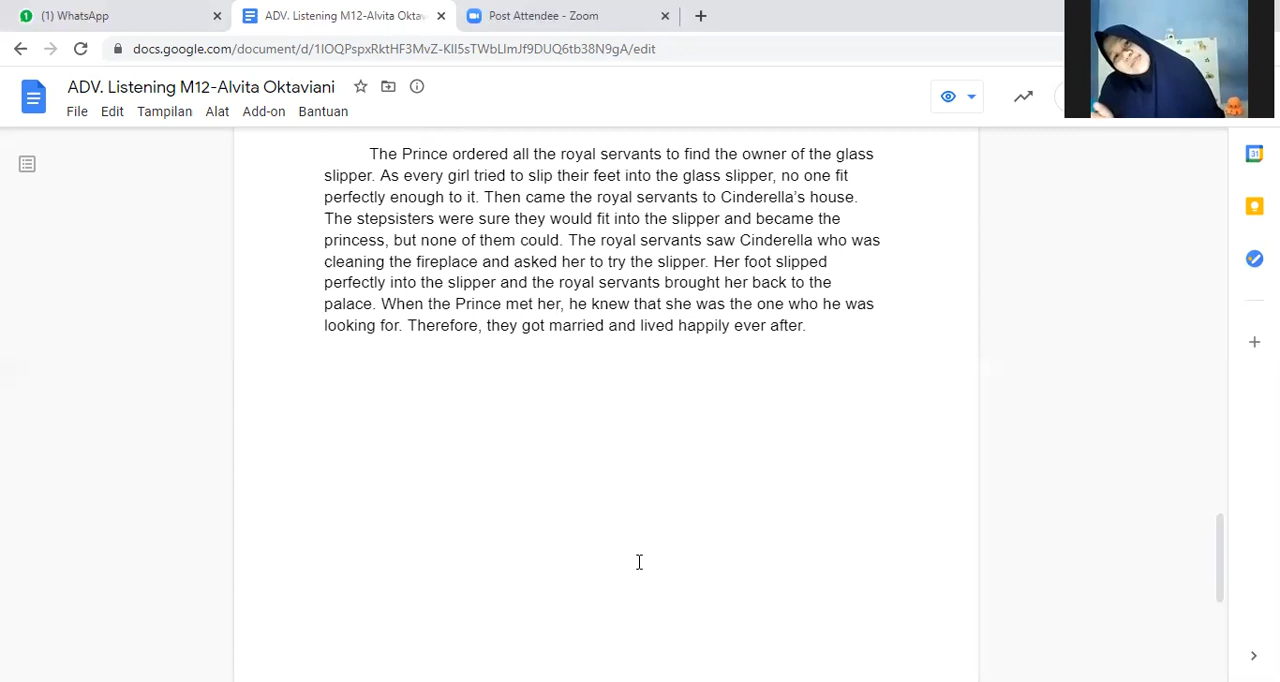 (1) WhatsApp
ADV. Listening M12-Alvita Oktav
Post Attendee - Zoom
docs.google.com/document/d/1IOQPspxRktHF3MvZ-KII5sTWbLlmJf9DUQ6tb38N9gA/edit
ADV. Listening M12-Alvita Oktaviani
File Edit Tampilan Alat Add-on Bantuan
The Prince ordered all the royal servants to find the owner of the glass
slipper. As every girl tried to slip their feet into the glass slipper, no one fit
perfectly enough to it. Then came the royal servants to Cinderella’s house.
The stepsisters were sure they would fit into the slipper and became the
princess, but none of them could. The royal servants saw Cinderella who was
cleaning the fireplace and asked her to try the slipper. Her foot slipped
perfectly into the slipper and the royal servants brought her back to the
palace. When the Prince met her, he knew that she was the one who he was
looking for. Therefore, they got married and lived happily ever after.
31